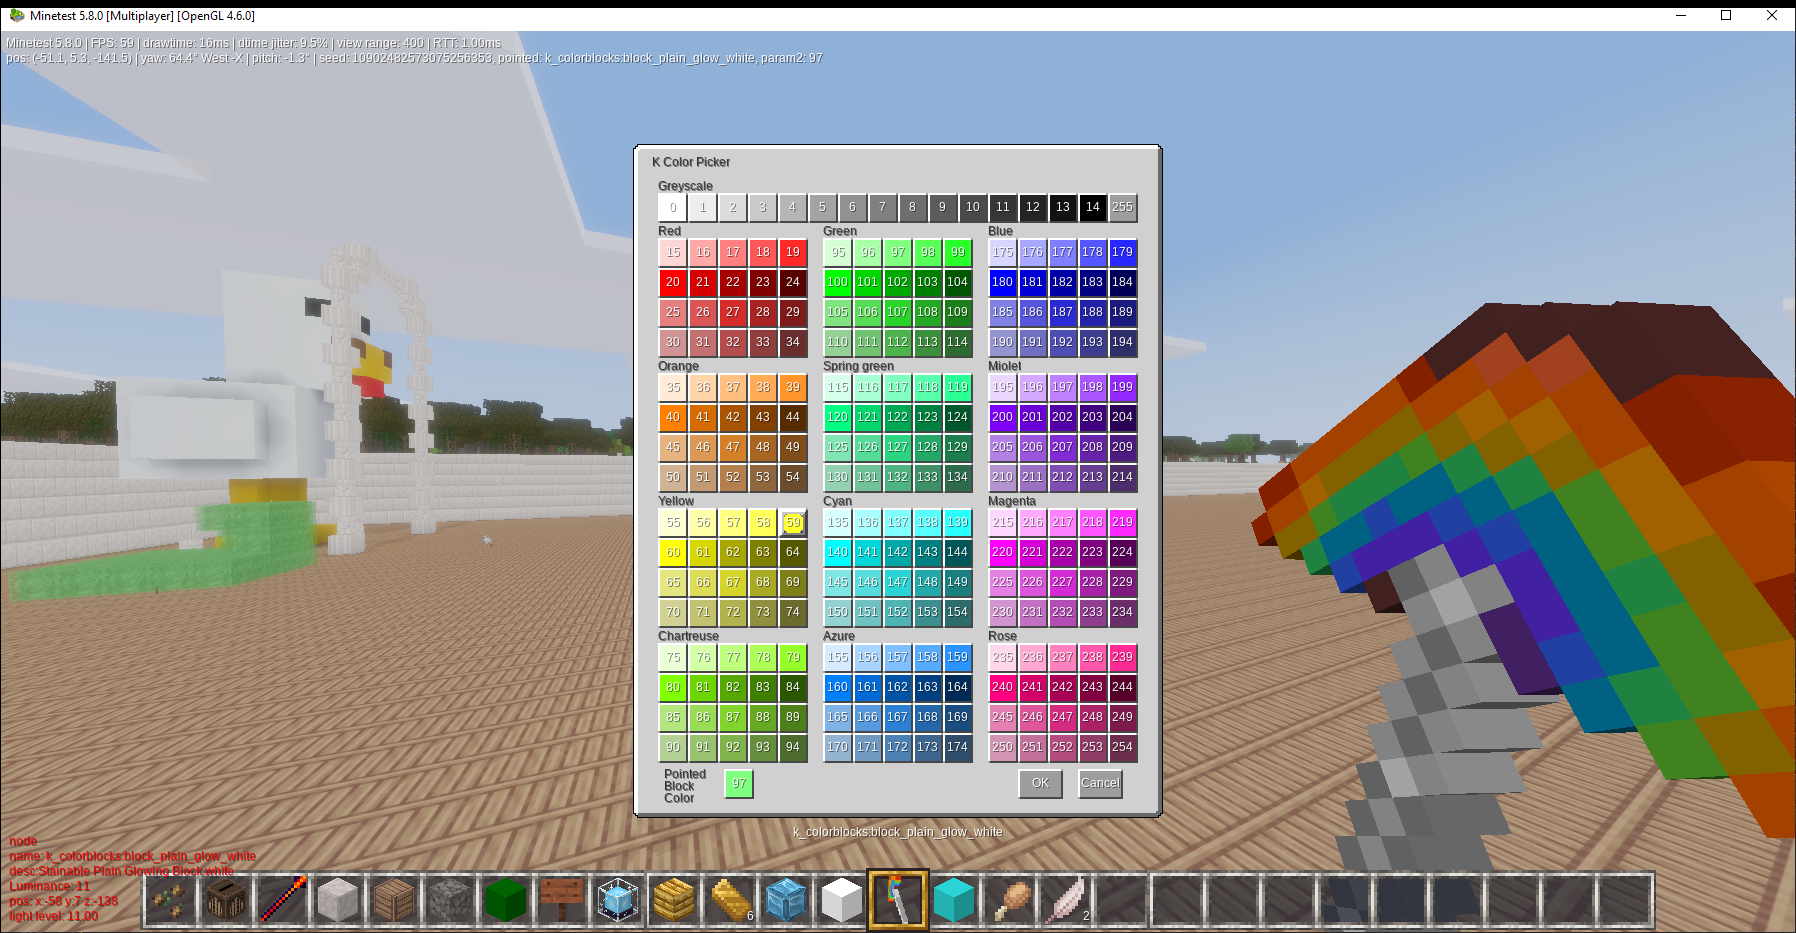 Minetest 5.8.0 [Multiplayer] [OpenGL 4.6.0]
Minetest 5.8.0 | FPS: 59 | drawtime: 16ms | dtime jitter: 9.5% | view range: 400 | RTT: 1.00ms
pos: (-51.1, 5.3, -141.5) | yaw: 64.4° West -X | pitch: -1.3° | seed: 10902482573075256353, pointed: k_colorblocks:block_plain_glow_white, param2: 97
K Color Picker
Greyscale
0 1 2 3 4 5 6 7 8 9 10 11 12 13 14 255
Red Green Blue
15 16 17 18 19 95 96 97 98 99 175 176 177 178 179
20 21 22 23 24 100 101 102 103 104 180 181 182 183 184
25 26 27 28 29 105 106 107 108 109 185 186 187 188 189
30 31 32 33 34 110 111 112 113 114 190 191 192 193 194
Orange Spring green Miolet
35 36 37 38 39 115 116 117 118 119 195 196 197 198 199
40 41 42 43 44 120 121 122 123 124 200 201 202 203 204
45 46 47 48 49 125 126 127 128 129 205 206 207 208 209
50 51 52 53 54 130 131 132 133 134 210 211 212 213 214
Yellow Cyan Magenta
55 56 57 58 59 135 136 137 138 139 215 216 217 218 219
60 61 62 63 64 140 141 142 143 144 220 221 222 223 224
65 66 67 68 69 145 146 147 148 149 225 226 227 228 229
70 71 72 73 74 150 151 152 153 154 230 231 232 233 234
Chartreuse Azure Rose
75 76 77 78 79 155 156 157 158 159 235 236 237 238 239
80 81 82 83 84 160 161 162 163 164 240 241 242 243 244
85 86 87 88 89 165 166 167 168 169 245 246 247 248 249
90 91 92 93 94 170 171 172 173 174 250 251 252 253 254
Pointed
Block
Color
97 OK Cancel
k_colorblocks:block_plain_glow_white
node
name: k_colorblocks:block_plain_glow_white
desc:Stainable Plain Glowing Block white
Luminance: 11
pos: x:-58 y:7 z:-138
light level: 11.00
6 2